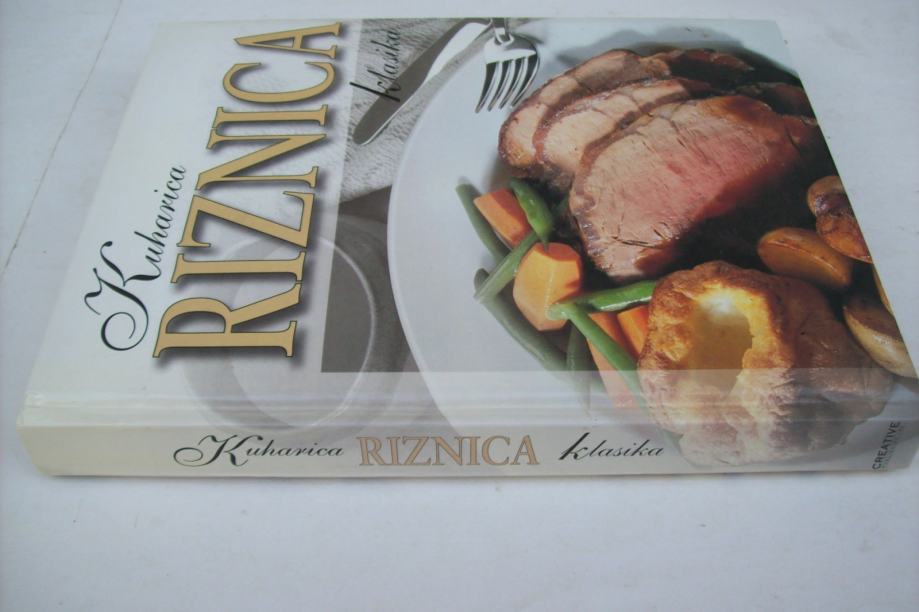 Kuharica
RIZNICA
klasika
Kuharica RIZNICA klasika
CREATIVE